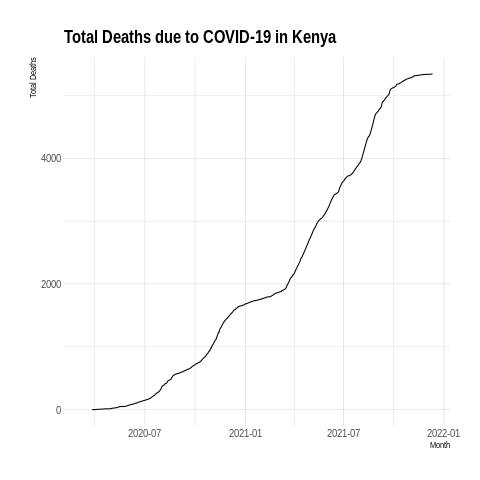 Total Deaths due to COVID-19 in Kenya
Total Deaths
4000
2000
0
2020-07 2021-01 2021-07 2022-01
Month